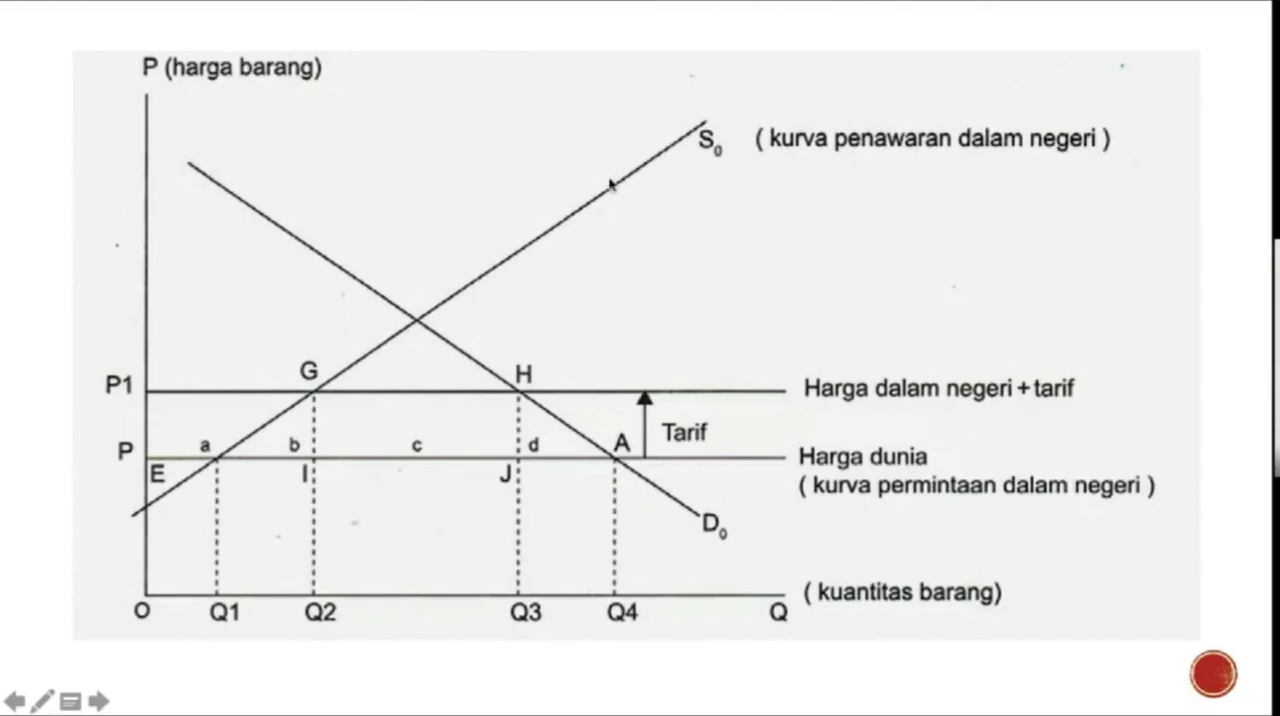 P (harga barang)
S₀ ( kurva penawaran dalam negeri )
G H
P1 Harga dalam negeri + tarif
Tarif
P a b c d A Harga dunia
E I J ( kurva permintaan dalam negeri )
D₀
( kuantitas barang)
O Q1 Q2 Q3 Q4 Q